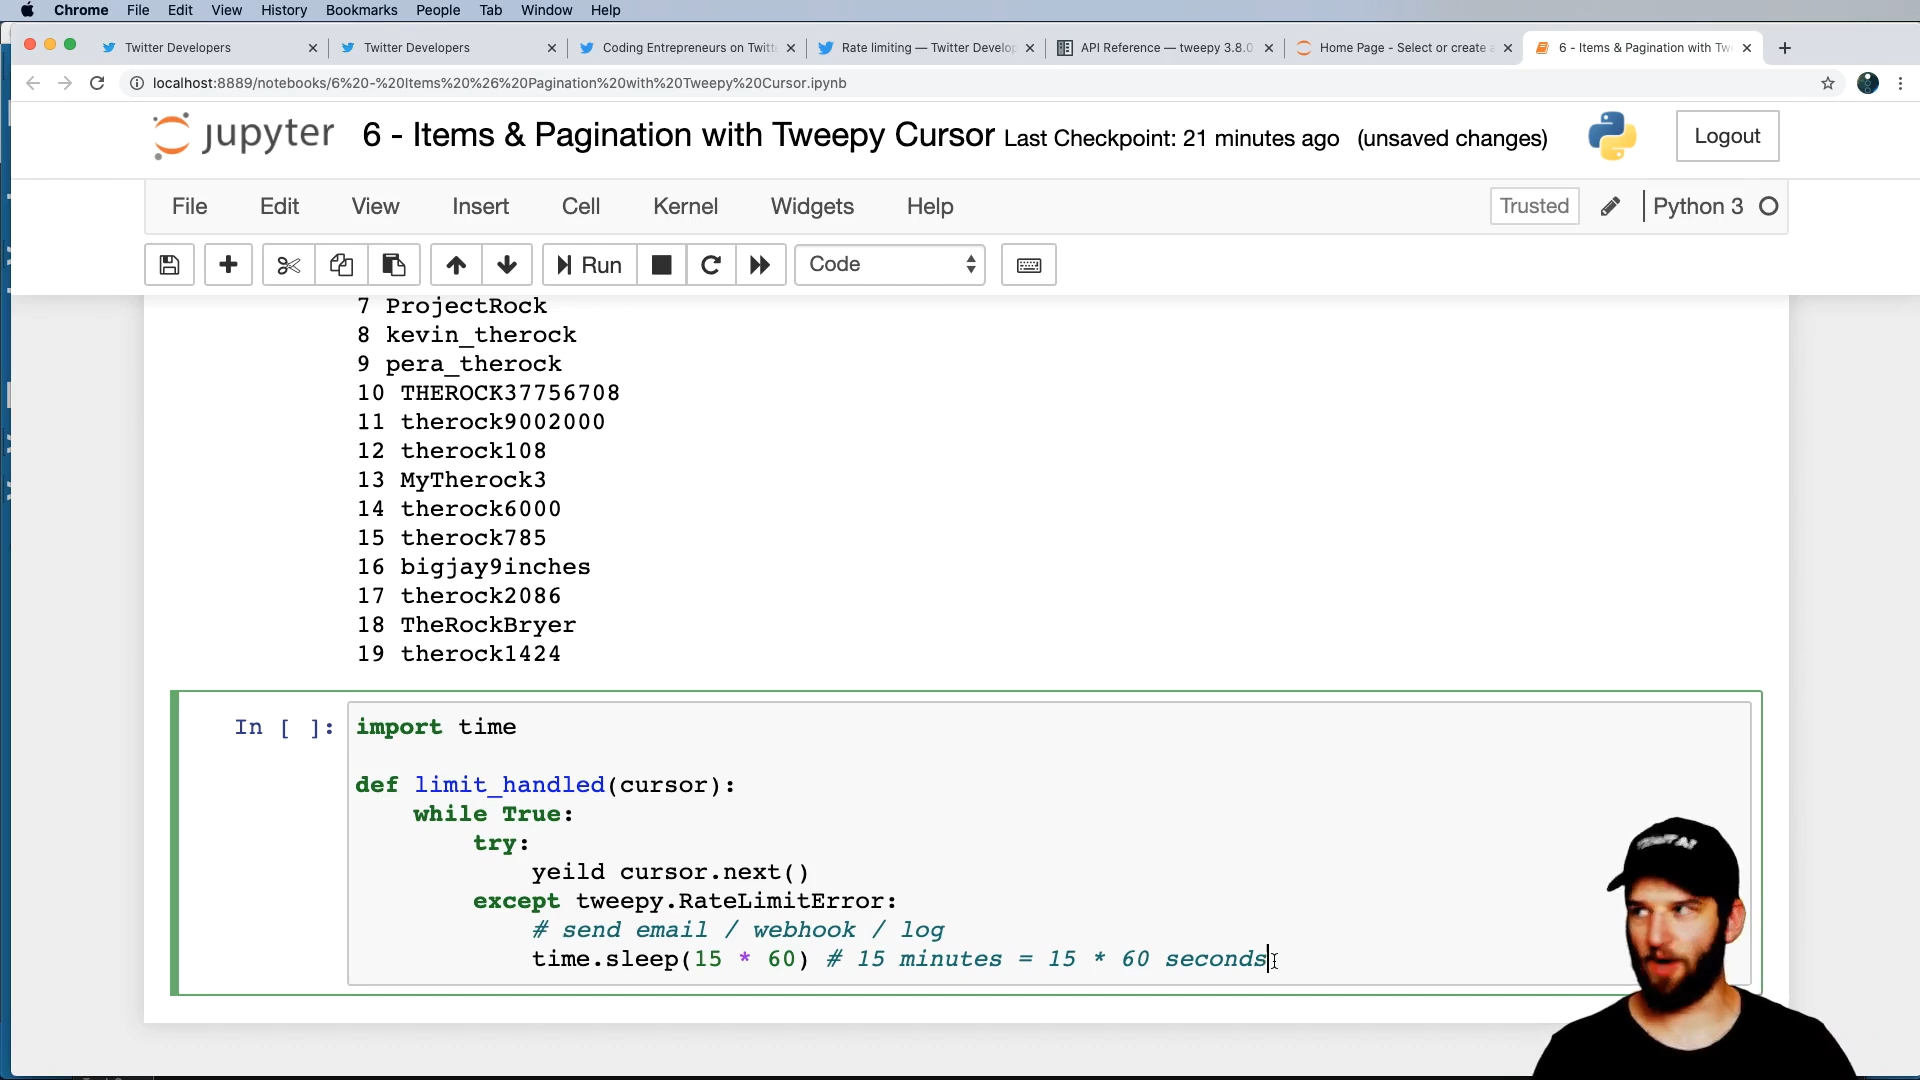 Chrome File Edit View History Bookmarks People Tab Window Help
Twitter Developers Twitter Developers Coding Entrepreneurs on Twitt Rate limiting — Twitter Develop API Reference — tweepy 3.8.0 Home Page - Select or create a 6 - Items & Pagination with Tw
localhost:8889/notebooks/6%20-%20Items%20%26%20Pagination%20with%20Tweepy%20Cursor.ipynb
jupyter 6 - Items & Pagination with Tweepy Cursor Last Checkpoint: 21 minutes ago (unsaved changes) Logout
File Edit View Insert Cell Kernel Widgets Help Trusted Python 3
Run Code
7 ProjectRock
8 kevin_therock
9 pera_therock
10 THEROCK37756708
11 therock9002000
12 therock108
13 MyTherock3
14 therock6000
15 therock785
16 bigjay9inches
17 therock2086
18 TheRockBryer
19 therock1424
In [ ]: import time
def limit_handled(cursor):
while True:
try:
yeild cursor.next()
except tweepy.RateLimitError:
# send email / webhook / log
time.sleep(15 * 60) # 15 minutes = 15 * 60 seconds